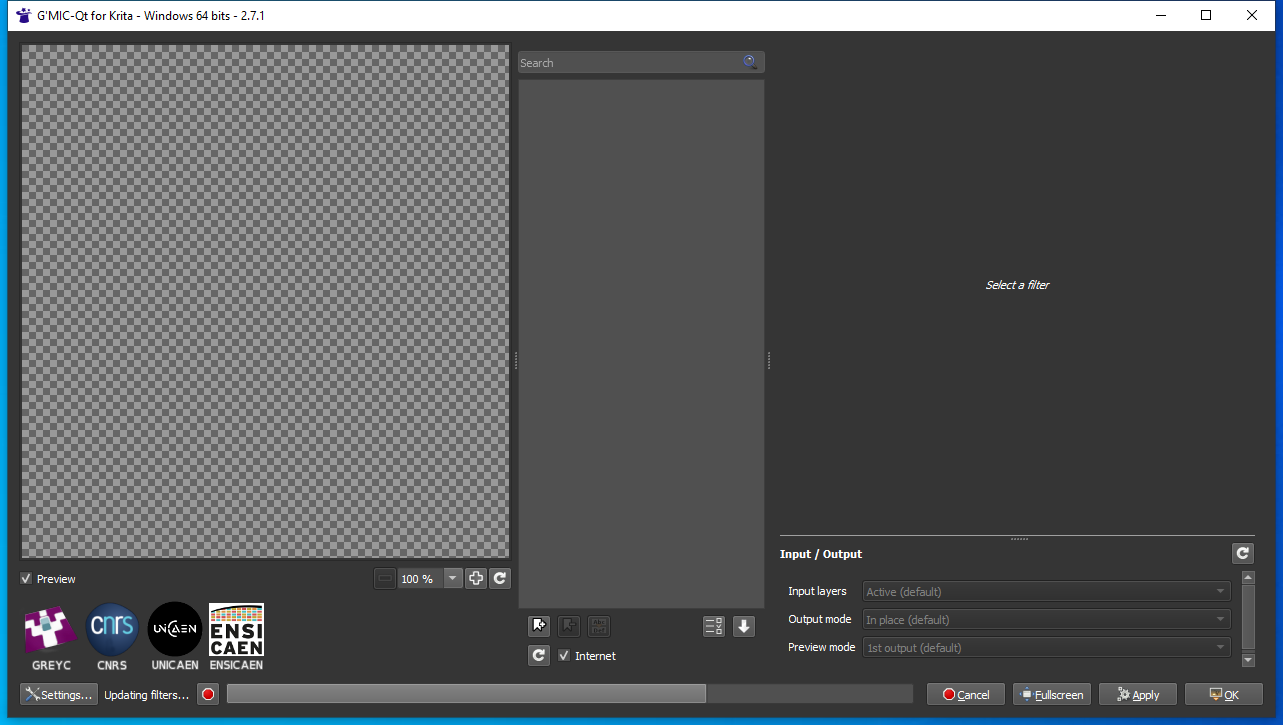 G'MIC-Qt for Krita - Windows 64 bits - 2.7.1
Search
Select a filter
Input / Output
Preview
100 %
Input layers
Active (default)
Output mode
In place (default)
Preview mode
1st output (default)
Internet
cnrs
UNICAEN
ENSI
CAEN
GREYC
CNRS
UNICAEN
ENSICAEN
Settings...
Updating filters...
Cancel
Fullscreen
Apply
OK